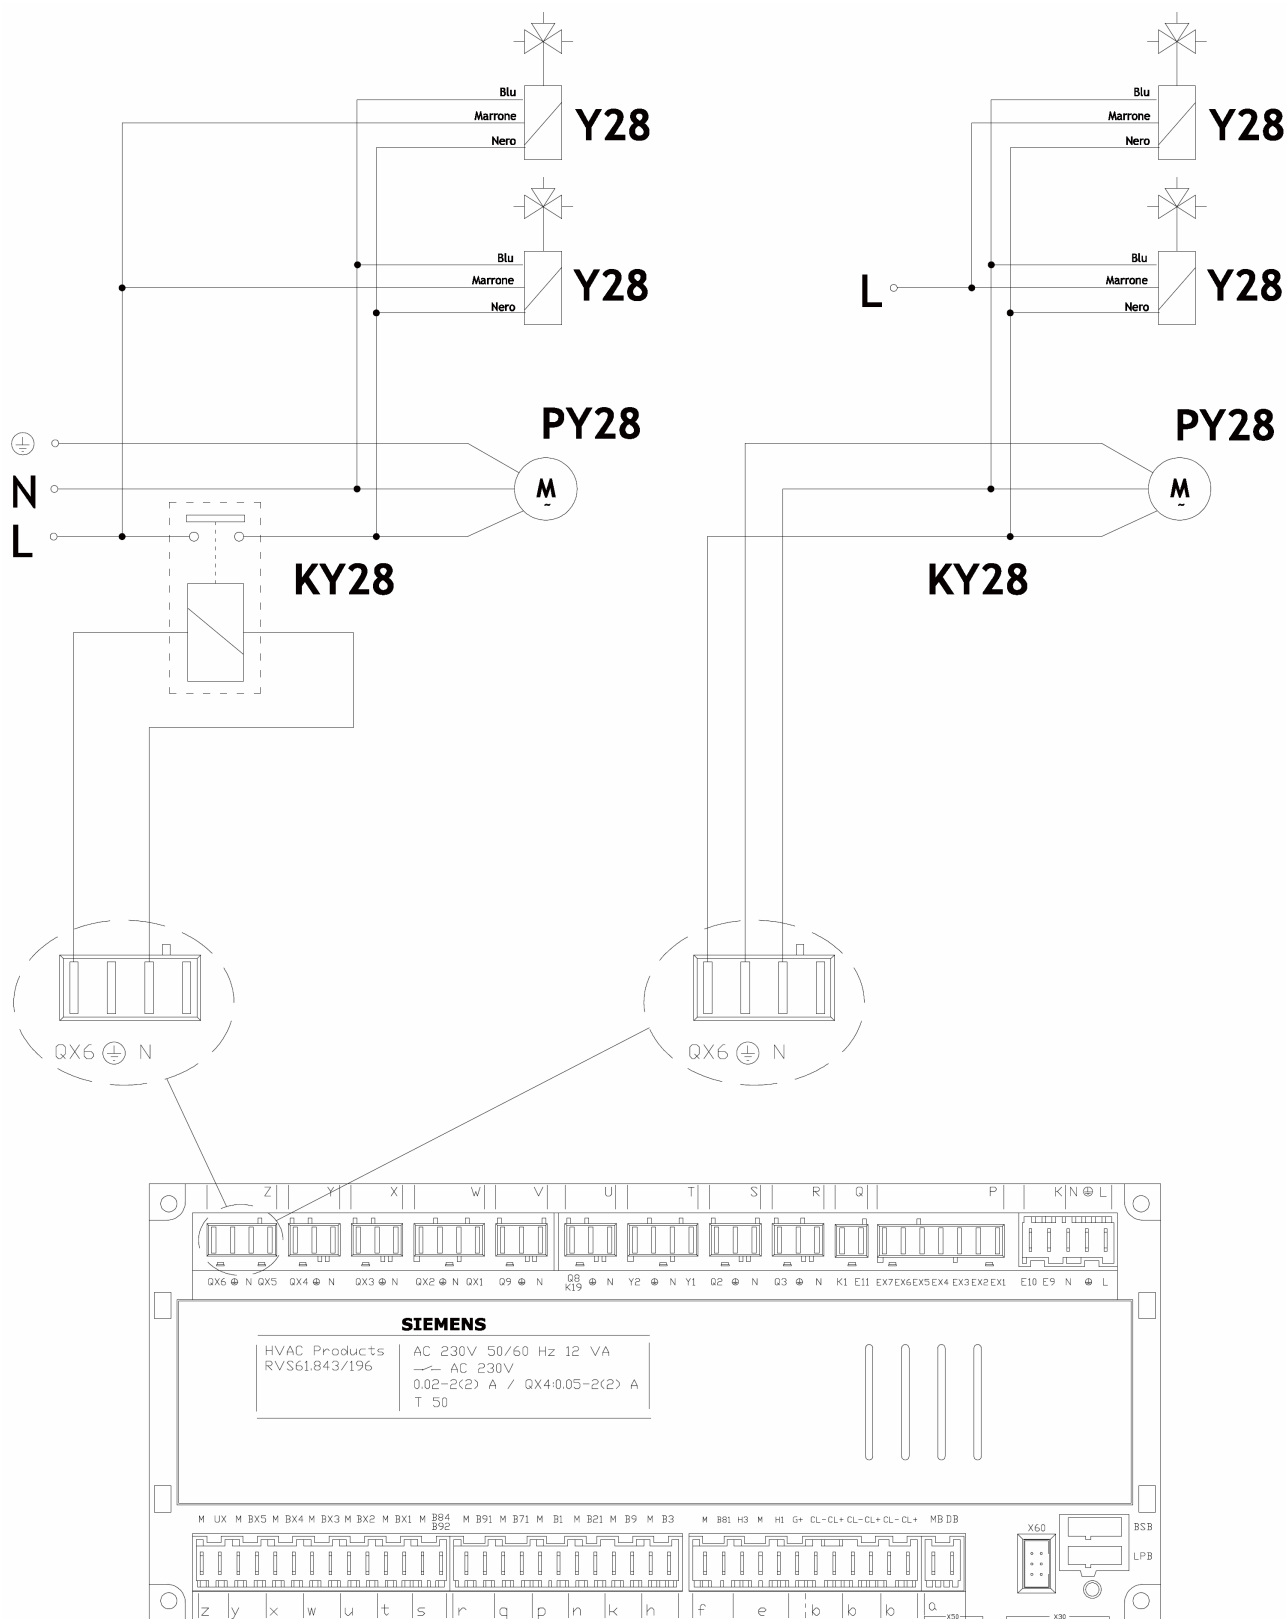 Blu
Marrone
Nero
Y28
Blu
Marrone
Nero
Y28
Blu
Marrone
Nero
Y28
Blu
Marrone
Nero
Y28
L
PY28
N
M
~
L
KY28
PY28
M
~
KY28
QX6 ⏚ N
QX6 ⏚ N
Z Y X W V U T S R Q P K N ⏚ L
QX6 ⏚ N QX5 QX4 ⏚ N QX3 ⏚ N QX2 ⏚ N QX1 Q9 ⏚ N Q8 ⏚ N Y2 ⏚ N Y1 Q2 ⏚ N Q3 ⏚ N K1 E11 EX7 EX6 EX5 EX4 EX3 EX2 EX1 E10 E9 N ⏚ L
K19
SIEMENS
HVAC Products
RVS61.843/196
AC 230V 50/60 Hz 12 VA
AC 230V
0.02-2(2) A / QX4:0.05-2(2) A
T 50
M UX M BX5 M BX4 M BX3 M BX2 M BX1 M B84 M B91 M B71 M B1 M B21 M B9 M B3 M B81 H3 M H1 G+ CL- CL+ CL- CL+ CL- CL+ MB DB
B92
X60
BSB
LPB
z y x w u t s r q p n k h f e b b b a
X50
X30